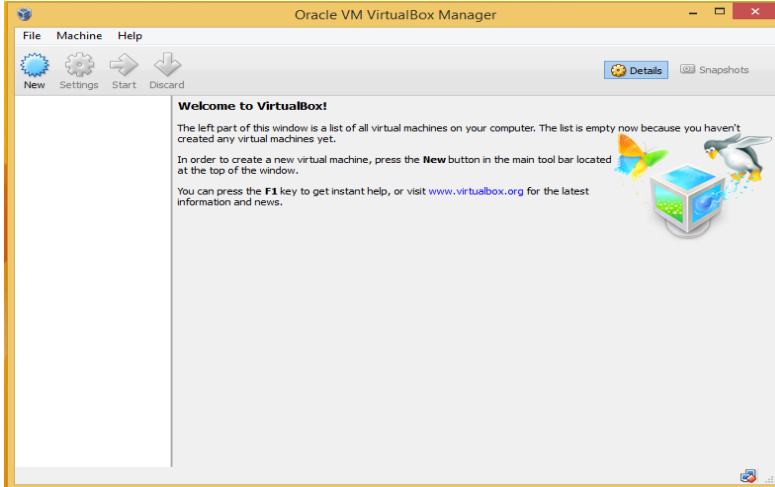 Oracle VM VirtualBox Manager
File Machine Help
New Settings Start Discard
Details Snapshots
Welcome to VirtualBox!
The left part of this window is a list of all virtual machines on your computer. The list is empty now because you haven't
created any virtual machines yet.
In order to create a new virtual machine, press the New button in the main tool bar located
at the top of the window.
You can press the F1 key to get instant help, or visit www.virtualbox.org for the latest
information and news.